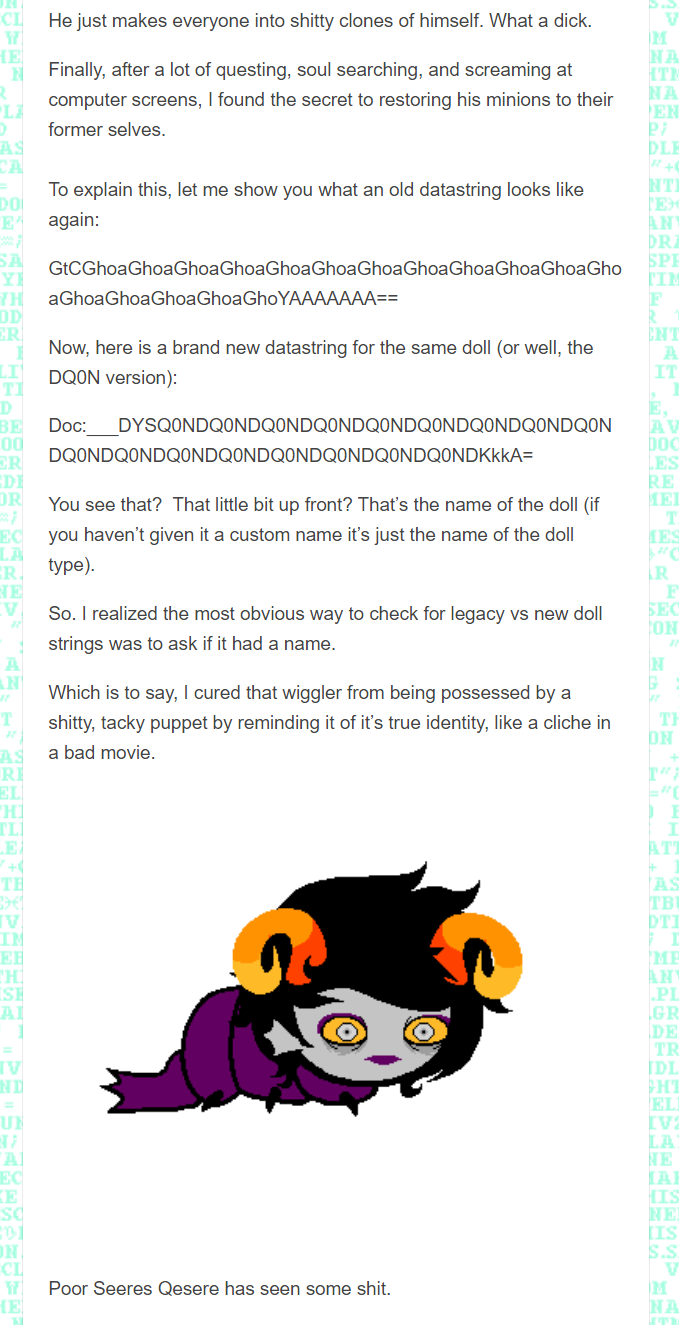 He just makes everyone into shitty clones of himself. What a dick.
Finally, after a lot of questing, soul searching, and screaming at
computer screens, I found the secret to restoring his minions to their
former selves.
To explain this, let me show you what an old datastring looks like
again:
GtCGhoaGhoaGhoaGhoaGhoaGhoaGhoaGhoaGhoaGhoaGhoaGho
aGhoaGhoaGhoaGhoaGhoYAAAAAAA==
Now, here is a brand new datastring for the same doll (or well, the
DQ0N version):
Doc:___DYSQ0NDQ0NDQ0NDQ0NDQ0NDQ0NDQ0NDQ0NDQ0N
DQ0NDQ0NDQ0NDQ0NDQ0NDQ0NDQ0NDQ0NDKkkA=
You see that?  That little bit up front? That’s the name of the doll (if
you haven’t given it a custom name it’s just the name of the doll
type).
So. I realized the most obvious way to check for legacy vs new doll
strings was to ask if it had a name.
Which is to say, I cured that wiggler from being possessed by a
shitty, tacky puppet by reminding it of it’s true identity, like a cliche in
a bad movie.
Poor Seeres Qesere has seen some shit.